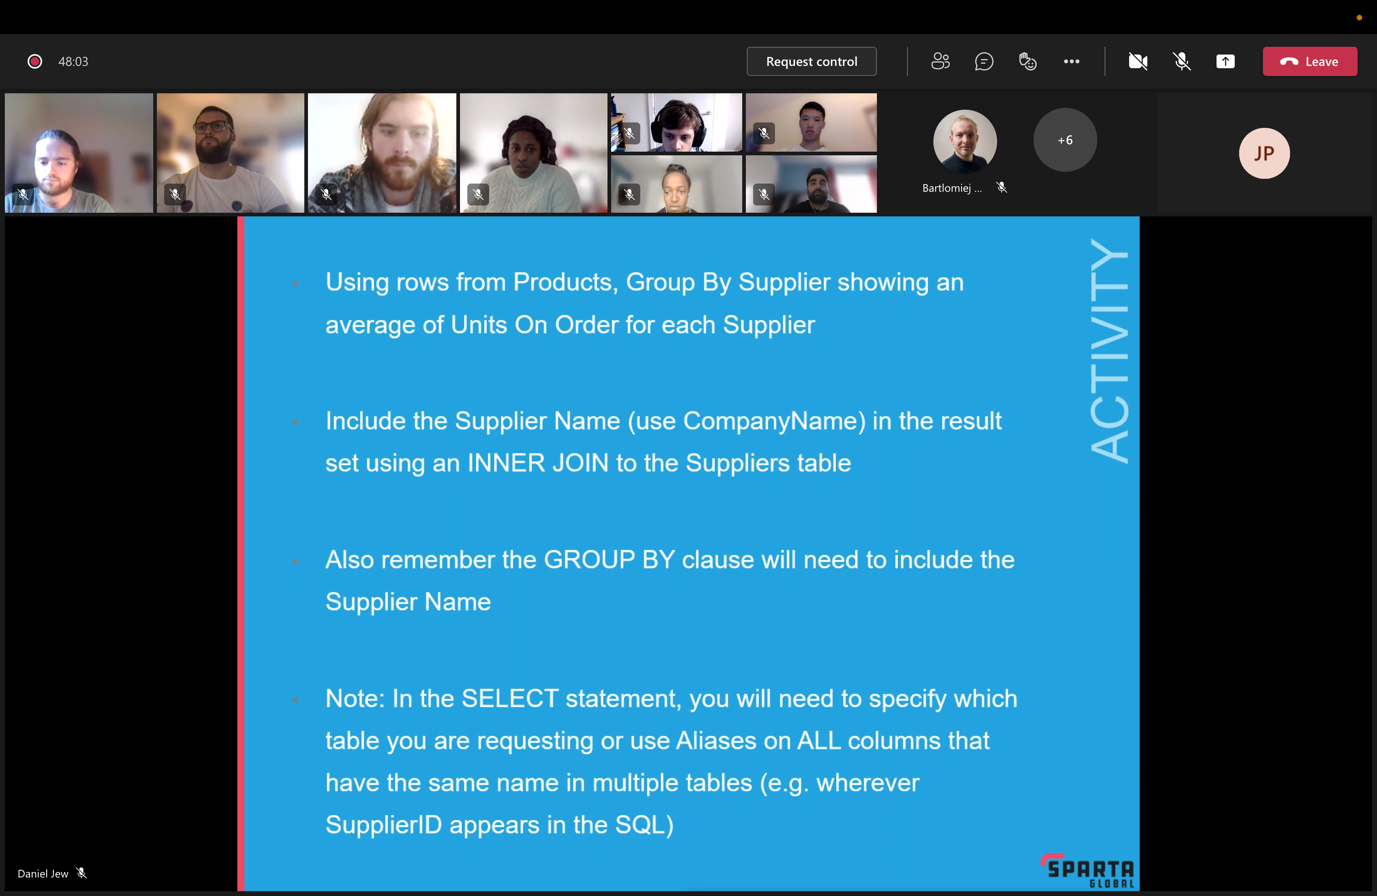 48:03
Request control
Leave
Bartlomiej ...
+6
JP
Using rows from Products, Group By Supplier showing an
average of Units On Order for each Supplier
Include the Supplier Name (use CompanyName) in the result
set using an INNER JOIN to the Suppliers table
Also remember the GROUP BY clause will need to include the
Supplier Name
Note: In the SELECT statement, you will need to specify which
table you are requesting or use Aliases on ALL columns that
have the same name in multiple tables (e.g. wherever
SupplierID appears in the SQL)
ACTIVITY
Daniel Jew
SPARTA
GLOBAL